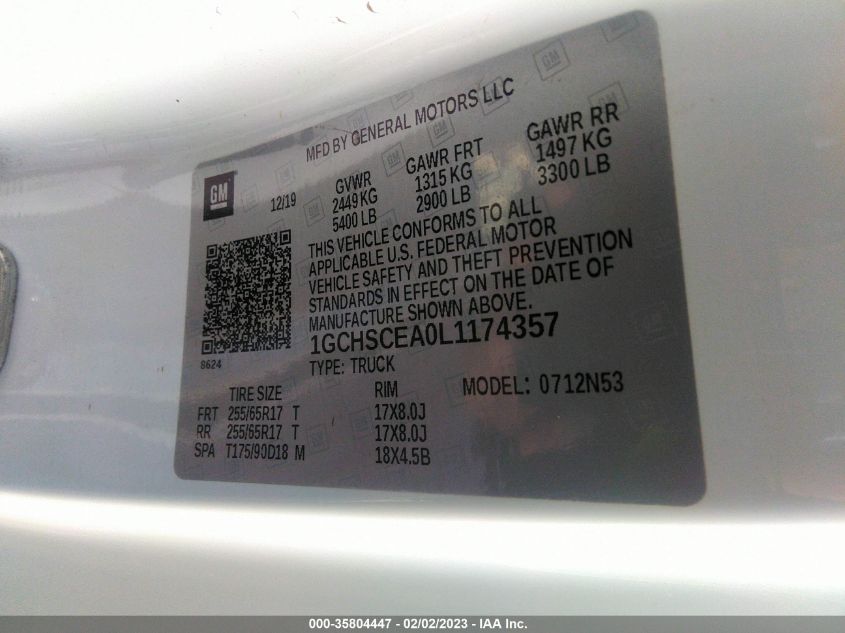 MFD BY GENERAL MOTORS LLC
GM
12/19
GVWR
2449 KG
5400 LB
GAWR FRT
1315 KG
2900 LB
GAWR RR
1497 KG
3300 LB
THIS VEHICLE CONFORMS TO ALL
APPLICABLE U.S. FEDERAL MOTOR
VEHICLE SAFETY AND THEFT PREVENTION
STANDARDS IN EFFECT ON THE DATE OF
MANUFACTURE SHOWN ABOVE.
1GCHSCEA0L1174357
8624
TYPE: TRUCK
TIRE SIZE RIM MODEL: 0712N53
FRT 255/65R17 T 17X8.0J
RR 255/65R17 T 17X8.0J
SPA T175/90D18 M 18X4.5B
000-35804447 — 02/02/2023 — IAA Inc.